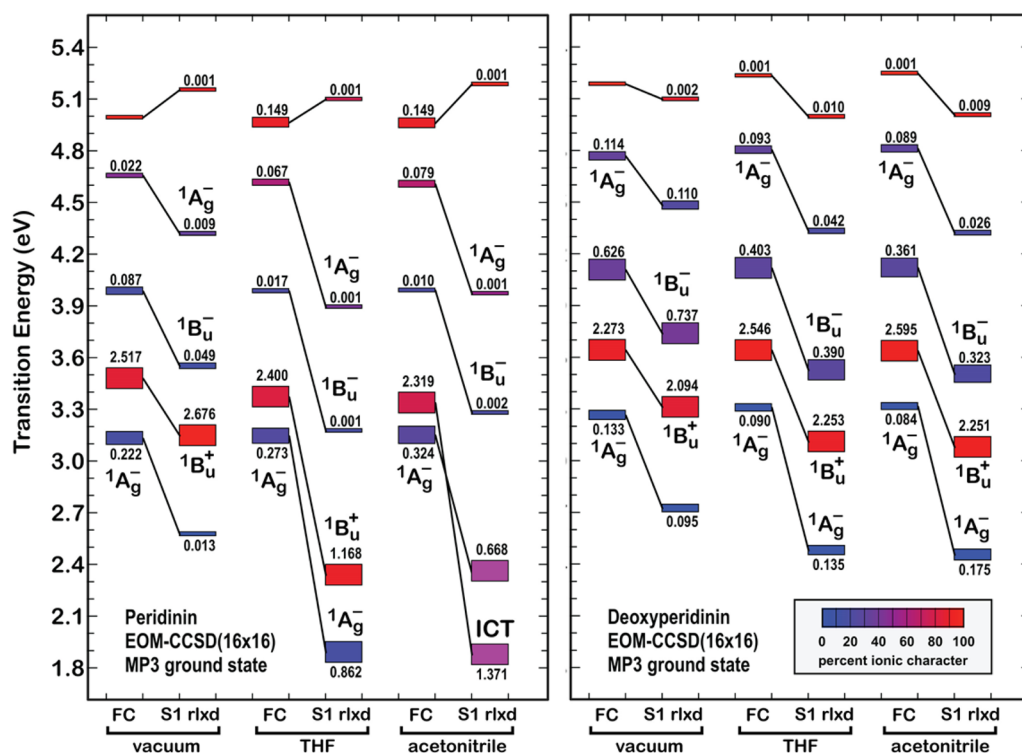 Transition Energy (eV)
5.4
5.1
4.8
4.5
4.2
3.9
3.6
3.3
3.0
2.7
2.4
2.1
1.8
0.001
0.022
¹Ag⁻
0.009
0.087
¹Bu⁻
0.049
2.517
2.676
0.222
¹Bu⁺
¹Ag⁻
0.013
0.149
0.001
0.067
¹Ag⁻
0.001
0.017
¹Bu⁻
0.001
2.400
0.273
¹Ag⁻
¹Bu⁺
1.168
¹Ag⁻
0.862
0.149
0.001
0.079
¹Ag⁻
0.001
0.010
¹Bu⁻
0.002
2.319
0.324
¹Ag⁻
0.668
ICT
1.371
Peridinin
EOM-CCSD(16x16)
MP3 ground state
FC S1 rlxd FC S1 rlxd FC S1 rlxd
vacuum THF acetonitrile
0.002
0.114
¹Ag⁻
0.110
0.626
¹Bu⁻
0.737
2.273
2.094
0.133
¹Bu⁺
¹Ag⁻
0.095
0.001
0.010
0.093
¹Ag⁻
0.042
0.403
¹Bu⁻
0.390
2.546
0.090
2.253
¹Ag⁻
¹Bu⁺
¹Ag⁻
0.135
0.001
0.009
0.089
¹Ag⁻
0.026
0.361
¹Bu⁻
0.323
2.595
0.084
2.251
¹Ag⁻
¹Bu⁺
¹Ag⁻
0.175
Deoxyperidinin
EOM-CCSD(16x16)
MP3 ground state
0 20 40 60 80 100
percent ionic character
FC S1 rlxd FC S1 rlxd FC S1 rlxd
vacuum THF acetonitrile